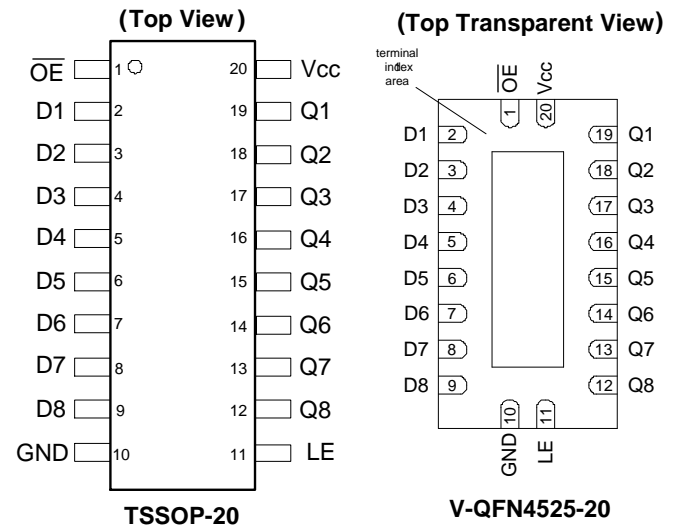 (Top View)
OE 1 20 Vcc
D1 2 19 Q1
D2 3 18 Q2
D3 4 17 Q3
D4 5 16 Q4
D5 6 15 Q5
D6 7 14 Q6
D7 8 13 Q7
D8 9 12 Q8
GND 10 11 LE
TSSOP-20
(Top Transparent View)
terminal
index
area
OE Vcc
1 20
D1 2 19 Q1
D2 3 18 Q2
D3 4 17 Q3
D4 5 16 Q4
D5 6 15 Q5
D6 7 14 Q6
D7 8 13 Q7
D8 9 12 Q8
10 11
GND LE
V-QFN4525-20